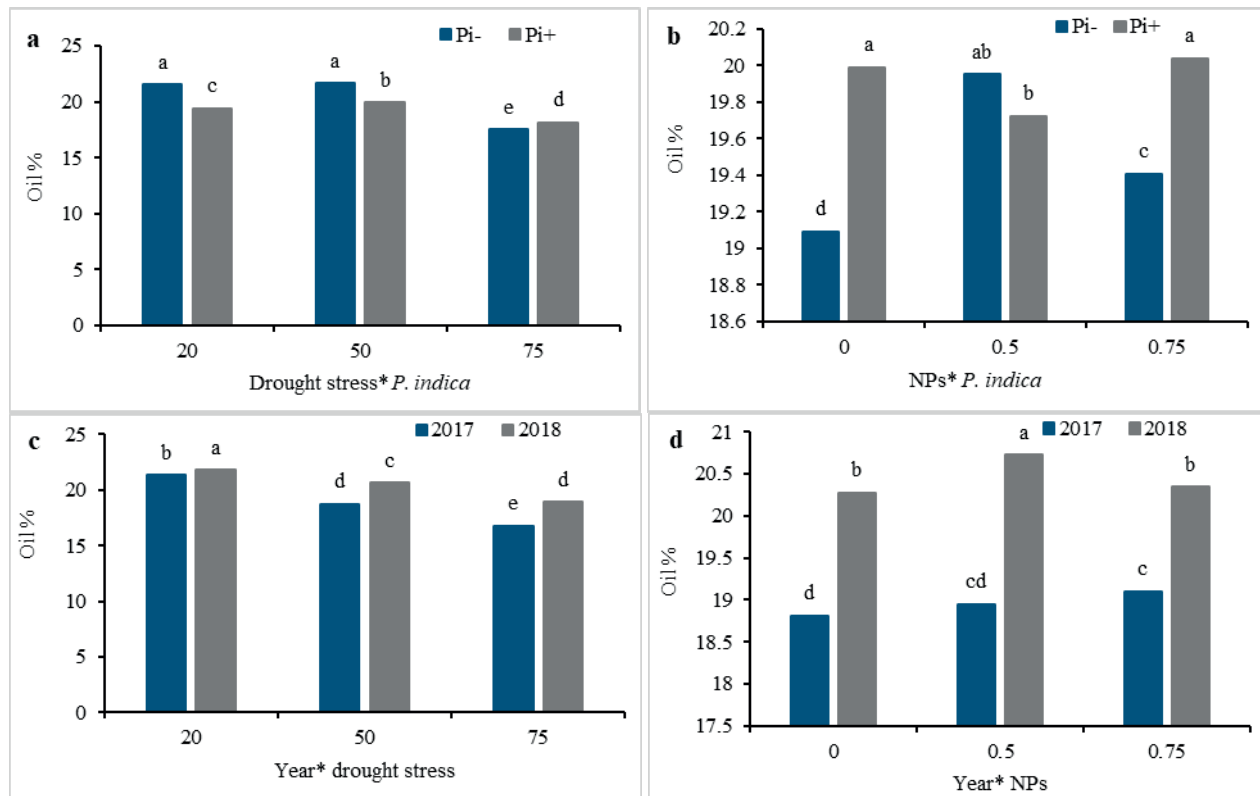 a
Pi- Pi+
25
20
15
10
5
0
Oil %
a c a b e d
20 50 75
Drought stress* P. indica
b
Pi- Pi+
20.2
20
19.8
19.6
19.4
19.2
19
18.8
18.6
Oil %
d a ab b c a
0 0.5 0.75
NPs* P. indica
c
2017 2018
25
20
15
10
5
0
Oil %
b a d c e d
20 50 75
Year* drought stress
d
2017 2018
21
20.5
20
19.5
19
18.5
18
17.5
Oil %
d b cd a c b
0 0.5 0.75
Year* NPs